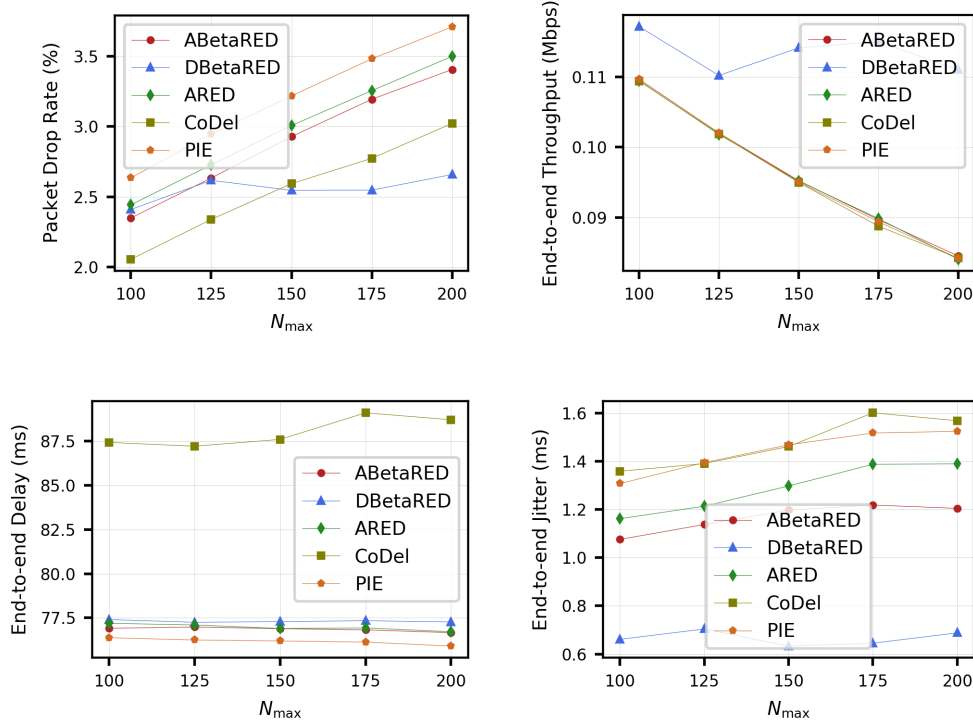 Packet Drop Rate (%)
3.5
3.0
2.5
2.0
ABetaRED
DBetaRED
ARED
CoDel
PIE
100 125 150 175 200
N_max
End-to-end Throughput (Mbps)
0.11
0.10
0.09
ABetaRED
DBetaRED
ARED
CoDel
PIE
100 125 150 175 200
N_max
End-to-end Delay (ms)
87.5
85.0
82.5
80.0
77.5
ABetaRED
DBetaRED
ARED
CoDel
PIE
100 125 150 175 200
N_max
End-to-end Jitter (ms)
1.6
1.4
1.2
1.0
0.8
0.6
ABetaRED
DBetaRED
ARED
CoDel
PIE
100 125 150 175 200
N_max